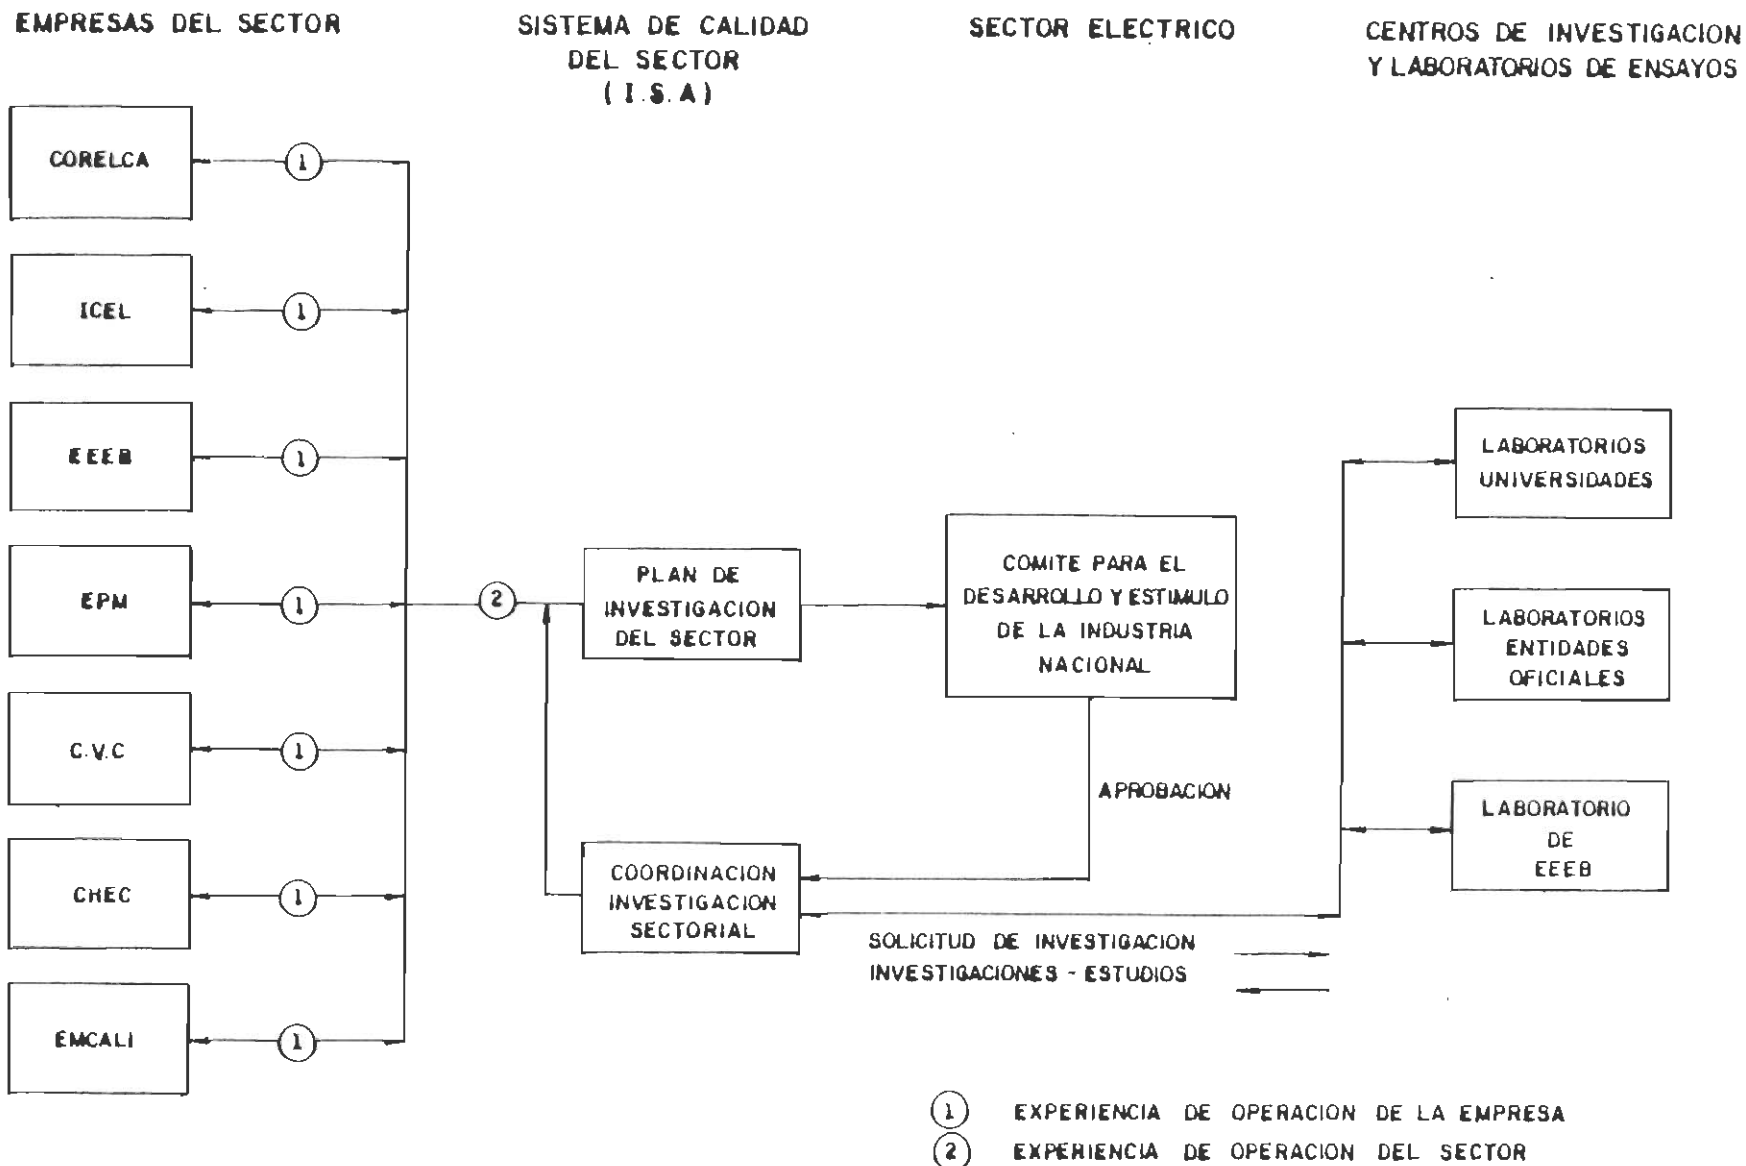 EMPRESAS DEL SECTOR
SISTEMA DE CALIDAD
DEL SECTOR
( I.S.A )
SECTOR ELECTRICO
CENTROS DE INVESTIGACION
Y LABORATORIOS DE ENSAYOS
CORELCA
1
ICEL
1
EEEB
1
EPM
1
C.V.C
1
CHEC
1
EMCALI
1
2
PLAN DE
INVESTIGACION
DEL SECTOR
COMITE PARA EL
DESARROLLO Y ESTIMULO
DE LA INDUSTRIA
NACIONAL
APROBACION
COORDINACION
INVESTIGACION
SECTORIAL
SOLICITUD DE INVESTIGACION
INVESTIGACIONES - ESTUDIOS
LABORATORIOS
UNIVERSIDADES
LABORATORIOS
ENTIDADES
OFICIALES
LABORATORIO
DE
EEEB
1 EXPERIENCIA DE OPERACION DE LA EMPRESA
2 EXPERIENCIA DE OPERACION DEL SECTOR